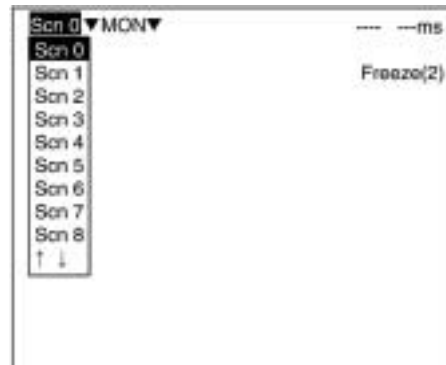 Scn 0▼MON▼ ---- ---ms
Scn 0
Scn 1 Freeze(2)
Scn 2
Scn 3
Scn 4
Scn 5
Scn 6
Scn 7
Scn 8
↑ ↓